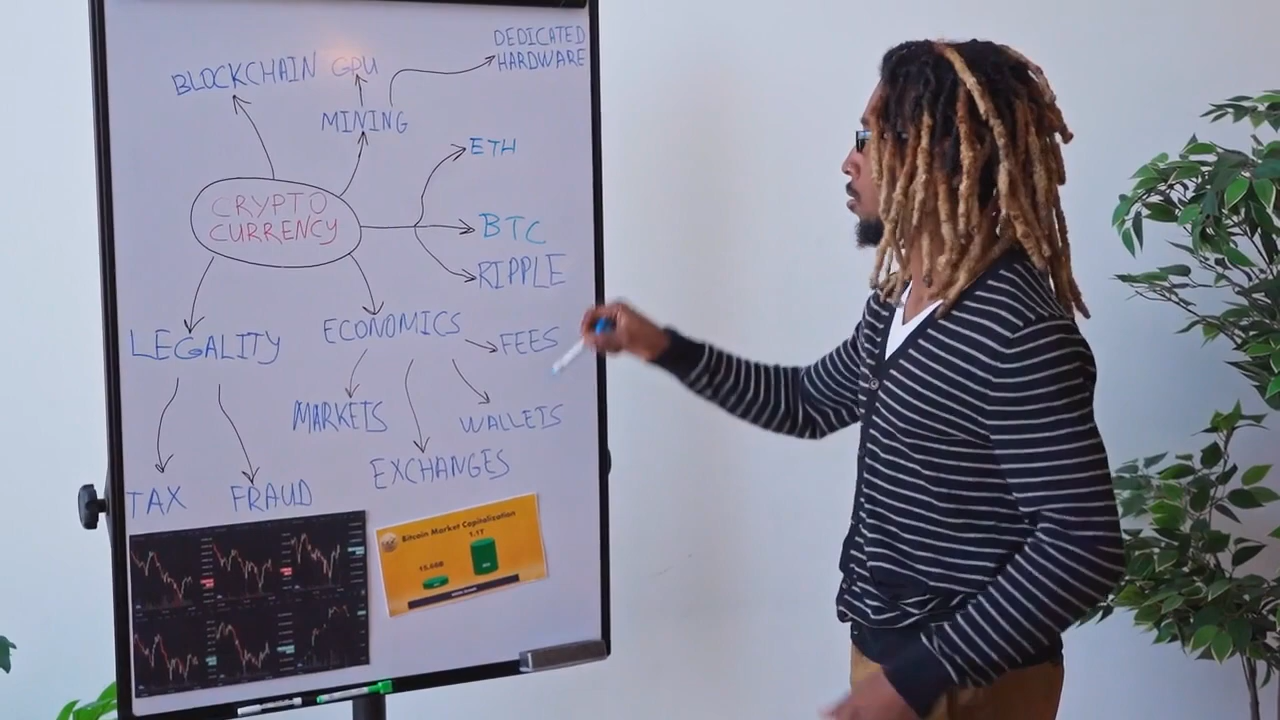 DEDICATED
HARDWARE
BLOCKCHAIN GPU
MINING
ETH
CRYPTO
CURRENCY
BTC
RIPPLE
ECONOMICS
LEGALITY
FEES
MARKETS
WALLETS
EXCHANGES
TAX FRAUD
Bitcoin Market Capitalization
1.1T
15.66B